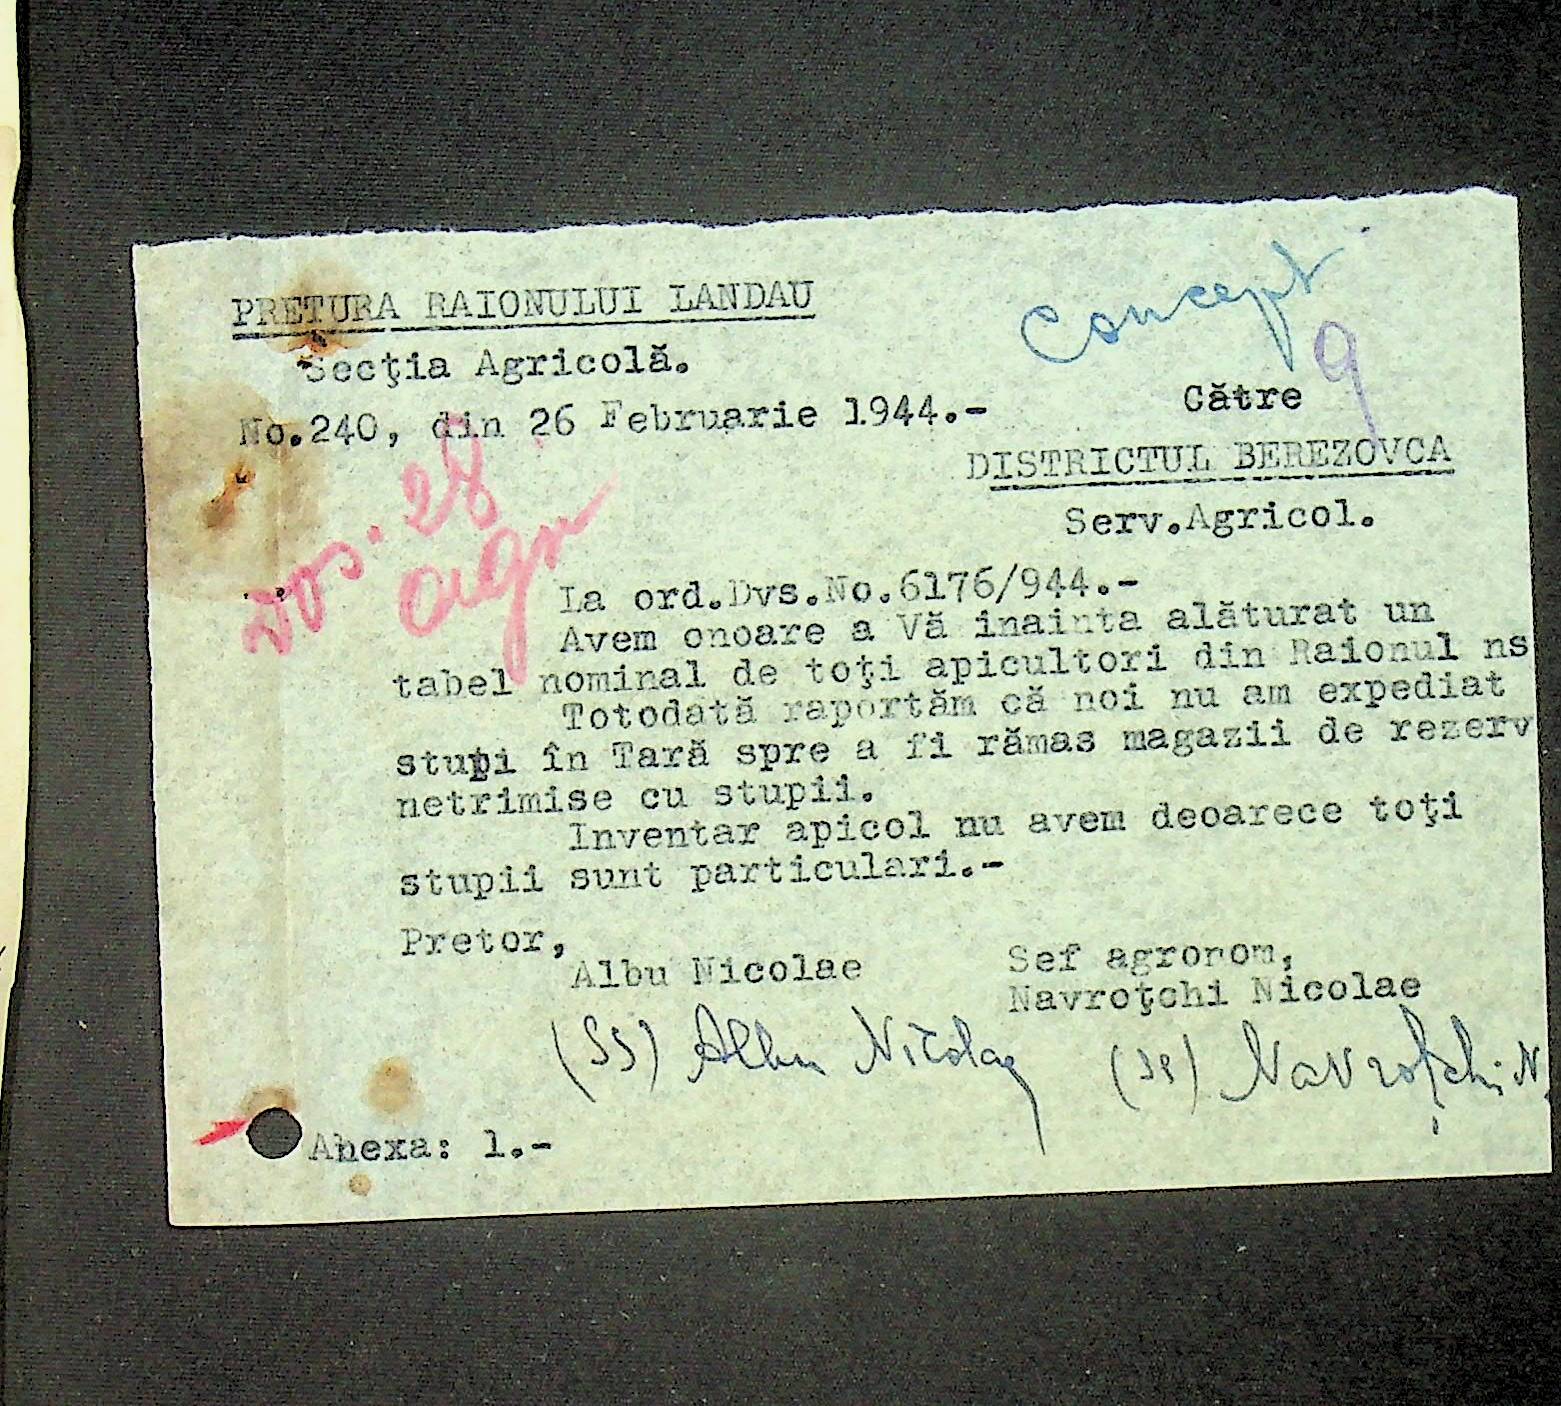 Concept
9
PRETURA RAIONULUI LANDAU
Secţia Agricolă.
No.240, din 26 Februarie 1944.-
Către
DISTRICTUL BEREZOVCA
Serv.Agricol.
Dos. 28
agr
La ord.Dvs.No.6176/944.-
Avem onoare a Vă inainta alăturat un
tabel nominal de toţi apicultori din Raionul ns
Totodată raportăm că noi nu am expediat
stupi în Tară spre a fi rămas magazii de rezerv
netrimise cu stupii.
Inventar apicol nu avem deoarece toţi
stupii sunt particulari.-
Pretor,
Albu Nicolae
Sef agronom,
Navroţchi Nicolae
(SS) Albu Nicolae
(SS) Navroţchi N.
Anexa: 1.-